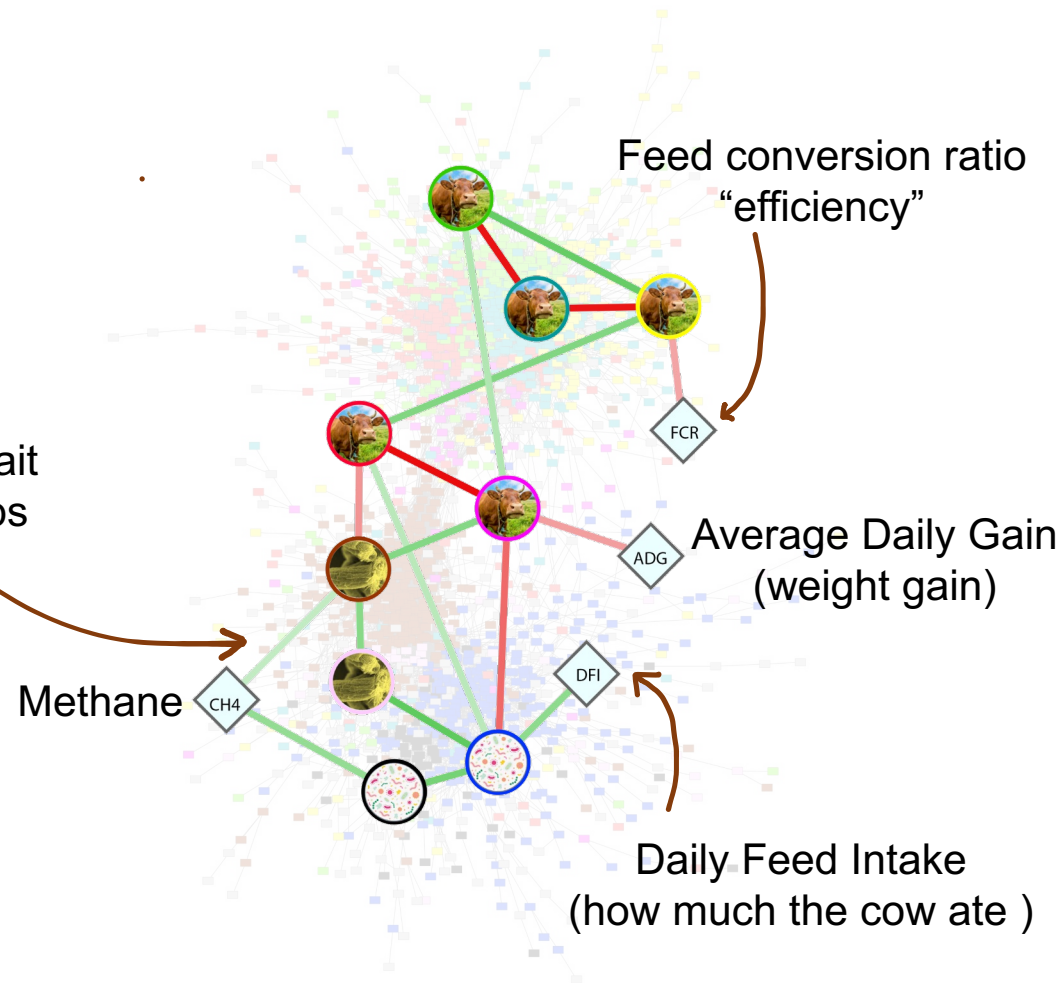 Feed conversion ratio
“efficiency”
FCR
Average Daily Gain
(weight gain)
ADG
DFI
Methane
CH4
Daily Feed Intake
(how much the cow ate )